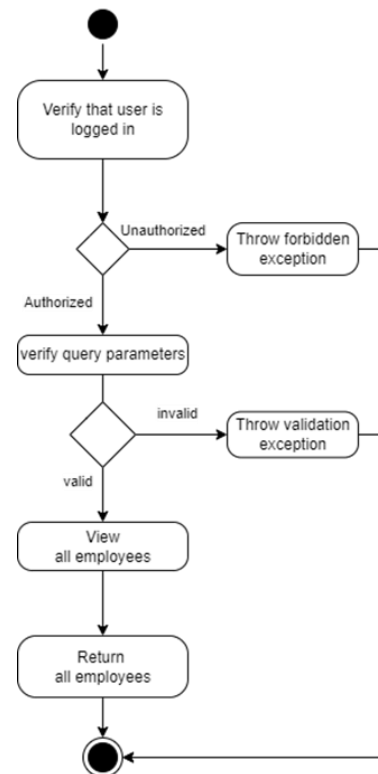 Verify that user is
logged in
Unauthorized
Throw forbidden
exception
Authorized
verify query parameters
invalid
Throw validation
exception
valid
View
all employees
Return
all employees